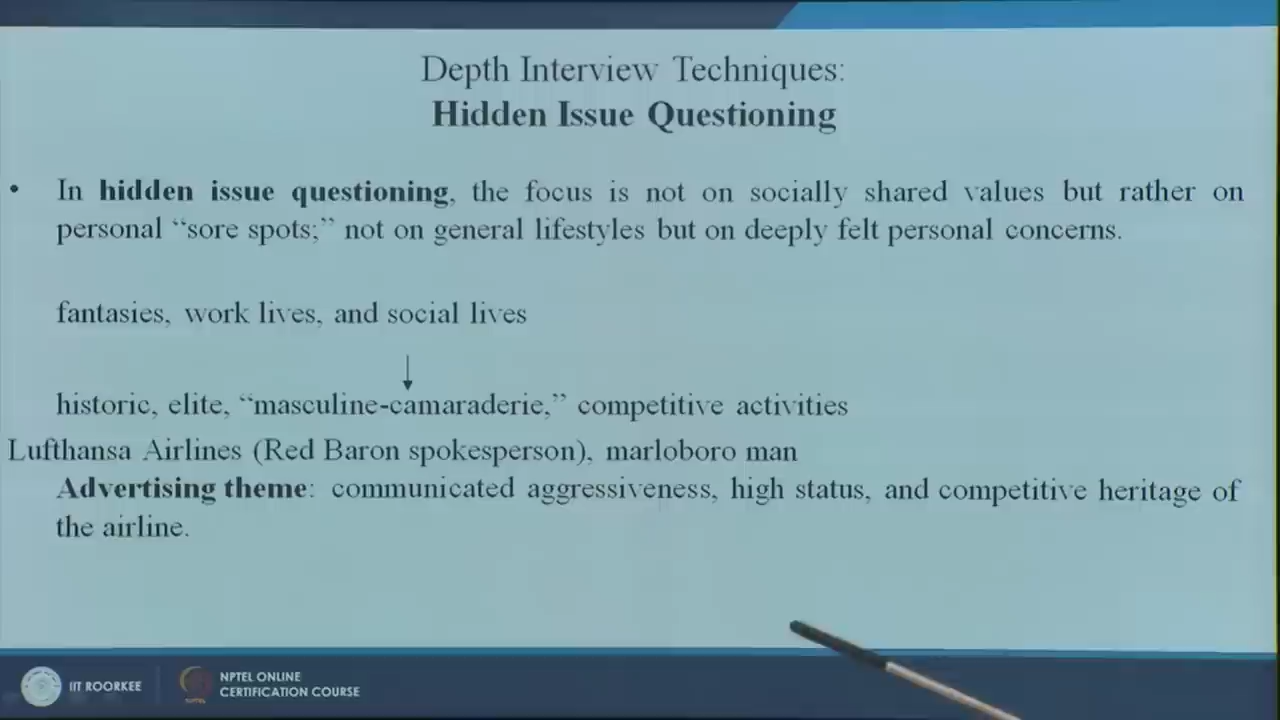 Depth Interview Techniques:
Hidden Issue Questioning
• In hidden issue questioning, the focus is not on socially shared values but rather on
personal “sore spots;” not on general lifestyles but on deeply felt personal concerns.
fantasies, work lives, and social lives
historic, elite, “masculine-camaraderie,” competitive activities
Lufthansa Airlines (Red Baron spokesperson), marloboro man
Advertising theme: communicated aggressiveness, high status, and competitive heritage of
the airline.
IIT ROORKEE
NPTEL ONLINE
CERTIFICATION COURSE